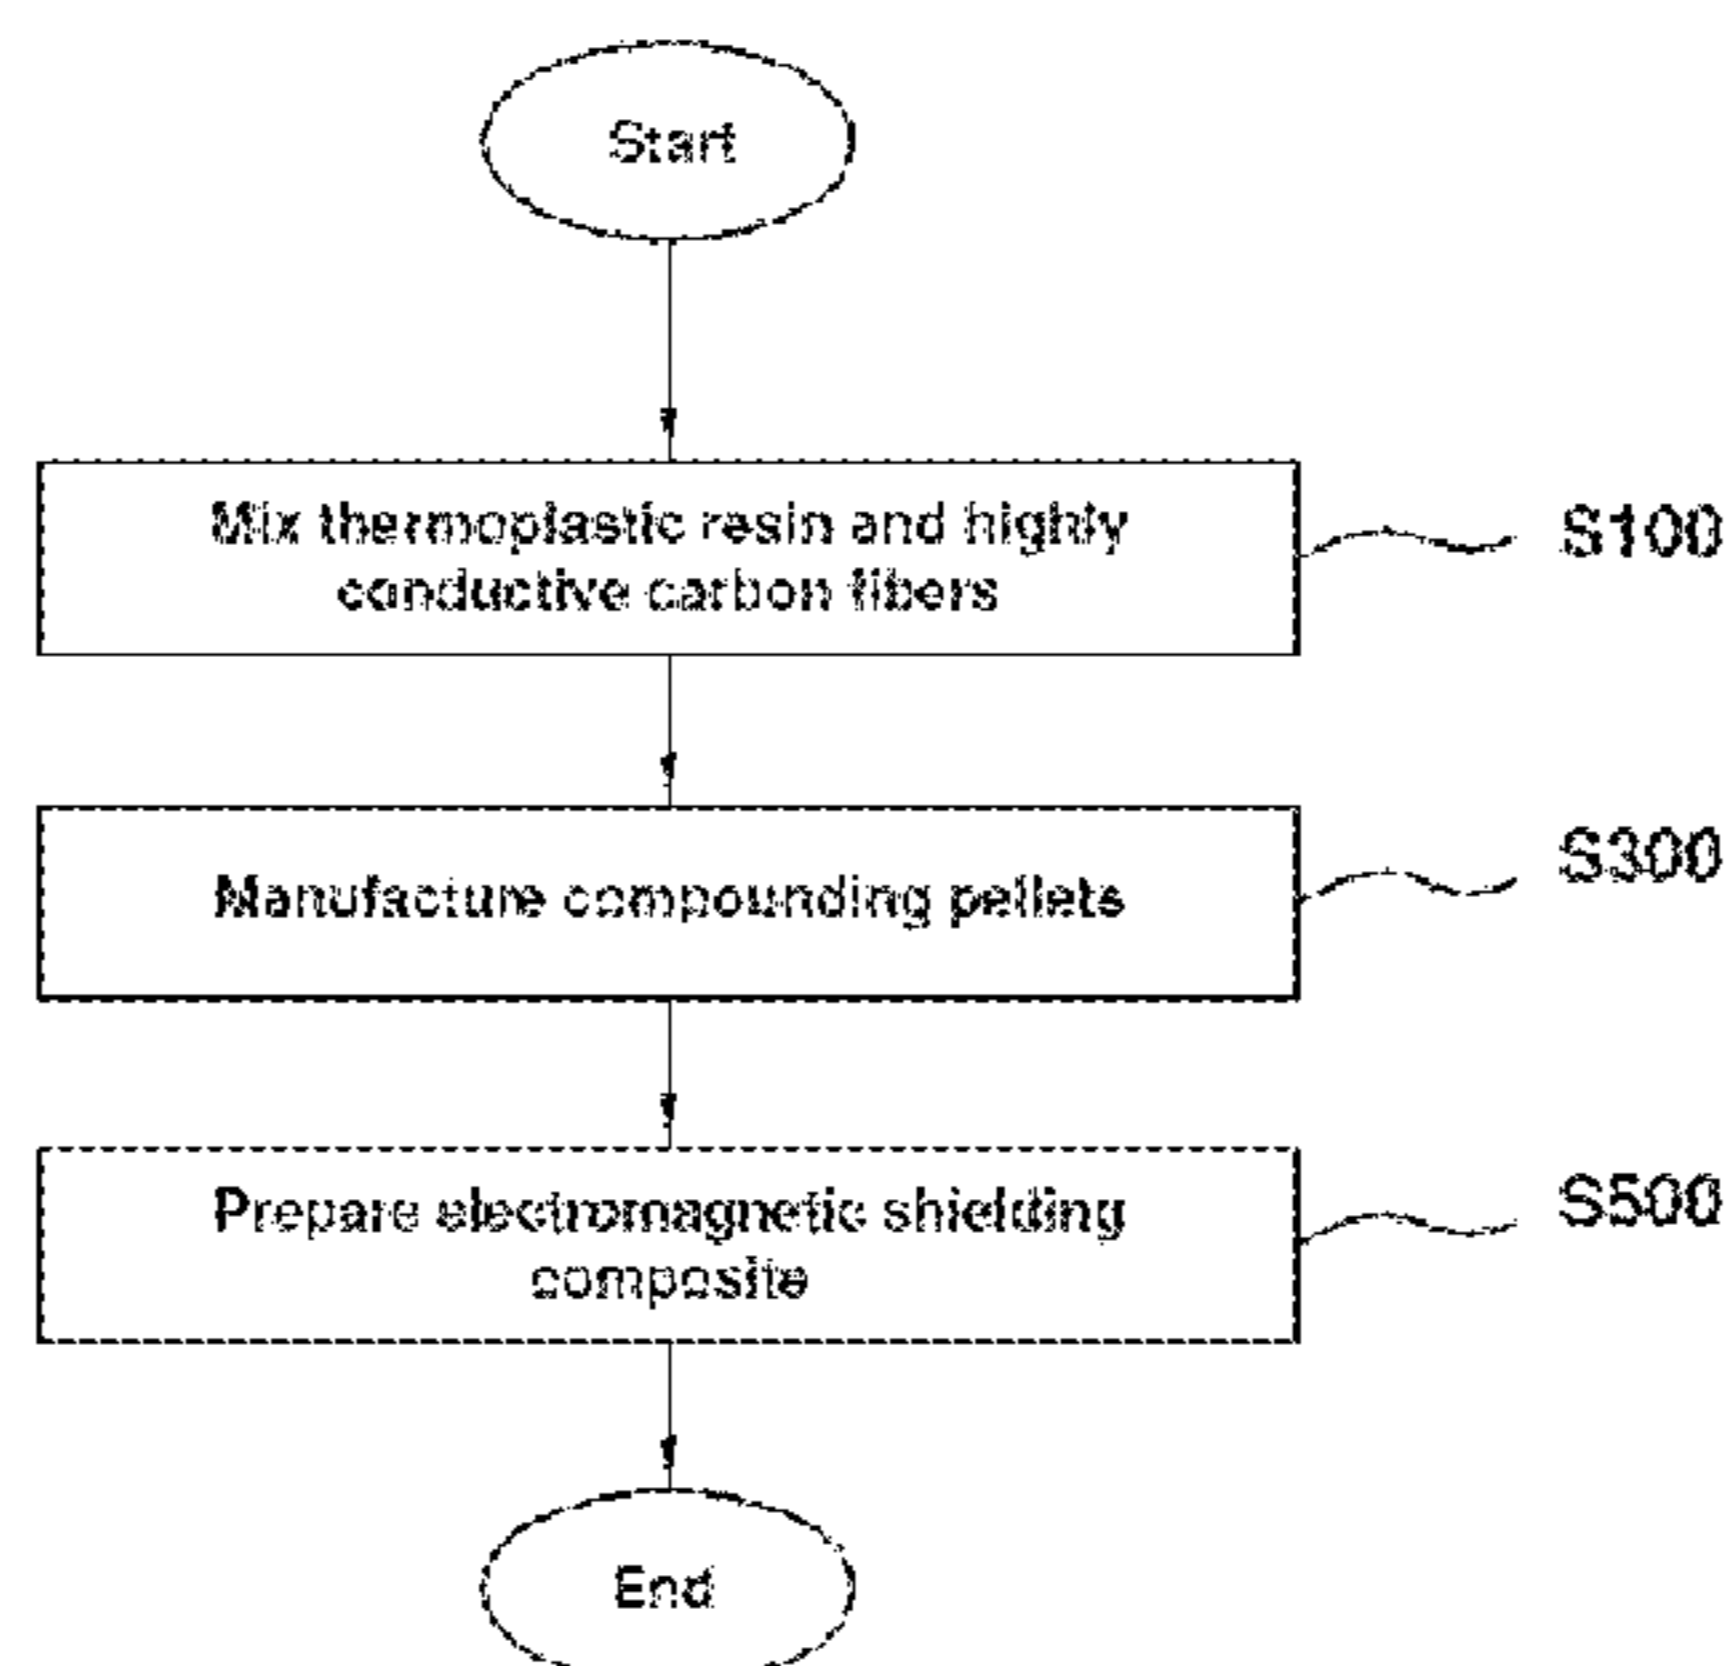 Start
Mix thermoplastic resin and highly
conductive carbon fibers
S100
Manufacture compounding pellets
S300
Prepare electromagnetic shielding
composite
S500
End